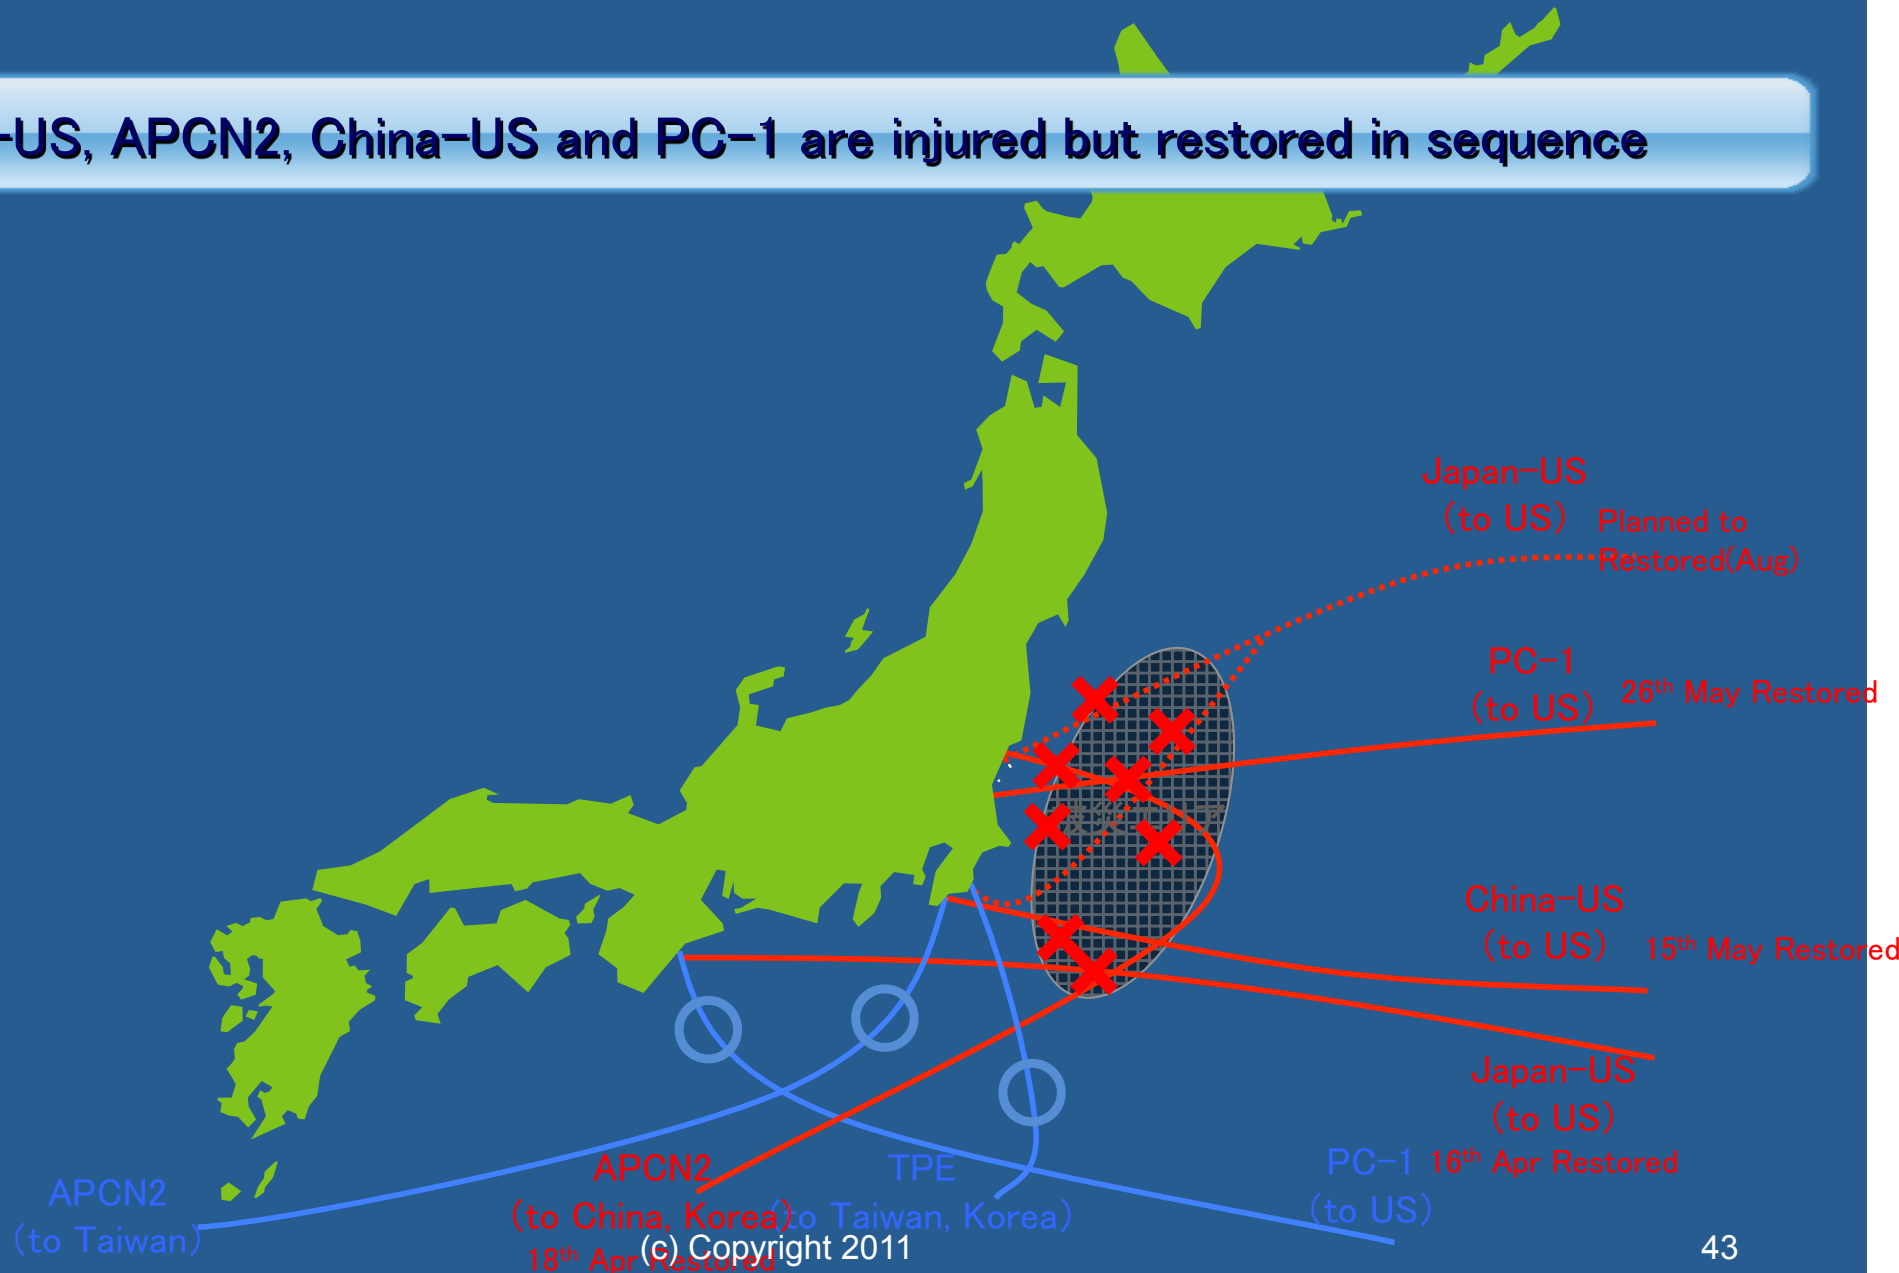 -US, APCN2, China-US and PC-1 are injured but restored in sequence
Japan-US
(to US)
Planned to
Restored(Aug)
PC-1
(to US)
26th May Restored
China-US
(to US)
15th May Restored
Japan-US
(to US)
16th Apr Restored
PC-1
(to US)
TPE
(to Taiwan, Korea)
APCN2
(to China, Korea)
18th Apr Restored
APCN2
(to Taiwan)
(c) Copyright 2011
43